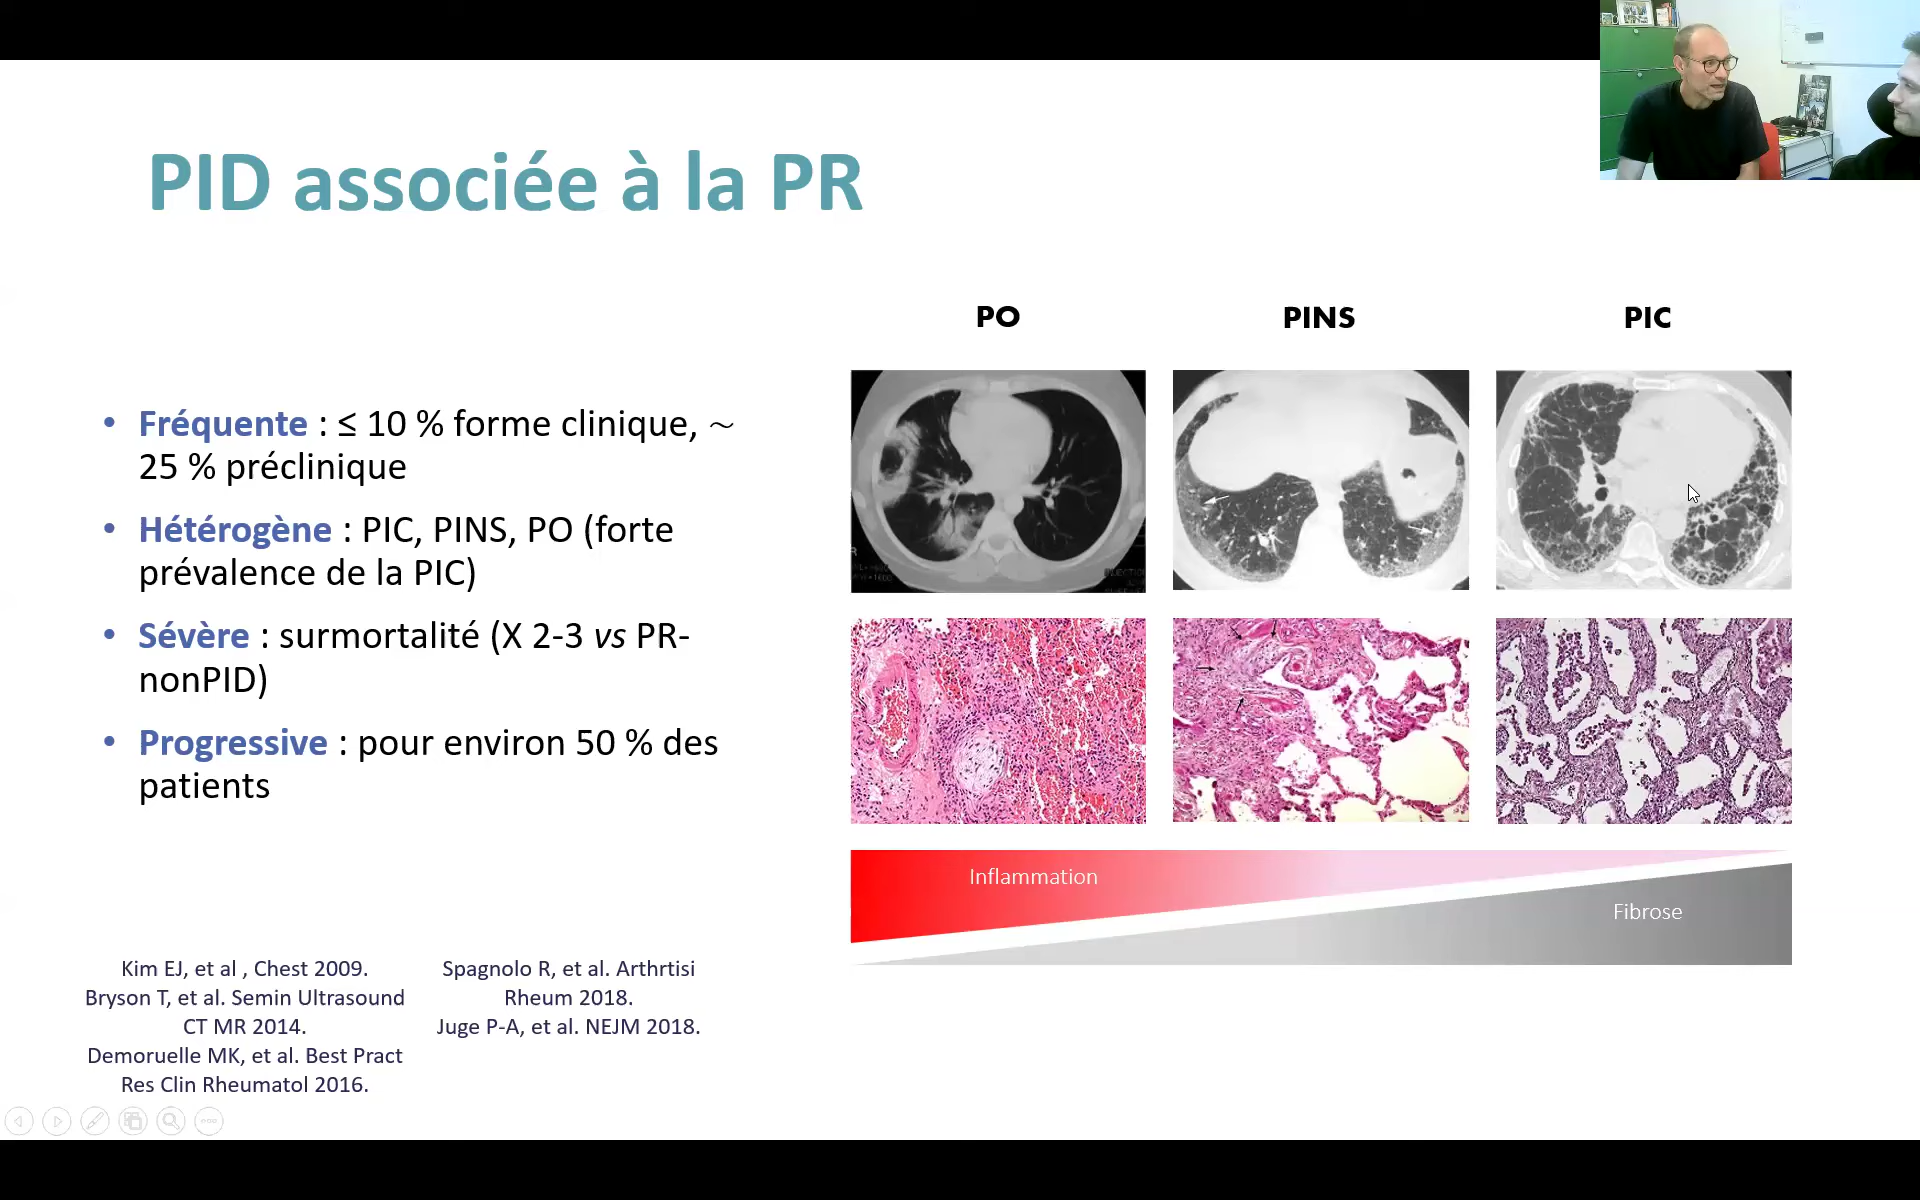 PID associée à la PR
• Fréquente : ≤ 10 % forme clinique, ~
25 % préclinique
• Hétérogène : PIC, PINS, PO (forte
prévalence de la PIC)
• Sévère : surmortalité (X 2-3 vs PR-
nonPID)
• Progressive : pour environ 50 % des
patients
PO
PINS
PIC
Inflammation
Fibrose
Kim EJ, et al , Chest 2009.
Bryson T, et al. Semin Ultrasound
CT MR 2014.
Demoruelle MK, et al. Best Pract
Res Clin Rheumatol 2016.
Spagnolo R, et al. Arthrtisi
Rheum 2018.
Juge P-A, et al. NEJM 2018.